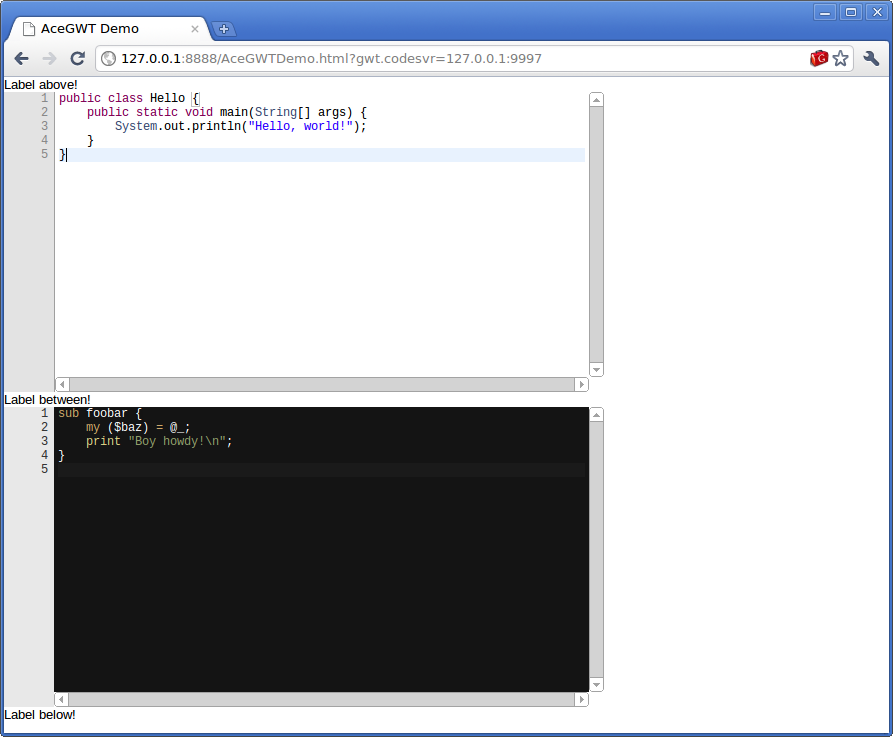 AceGWT Demo
127.0.0.1:8888/AceGWTDemo.html?gwt.codesvr=127.0.0.1:9997
Label above!
1 public class Hello {
2     public static void main(String[] args) {
3         System.out.println("Hello, world!");
4     }
5 }
Label between!
1 sub foobar {
2     my ($baz) = @_;
3     print "Boy howdy!\n";
4 }
5
Label below!